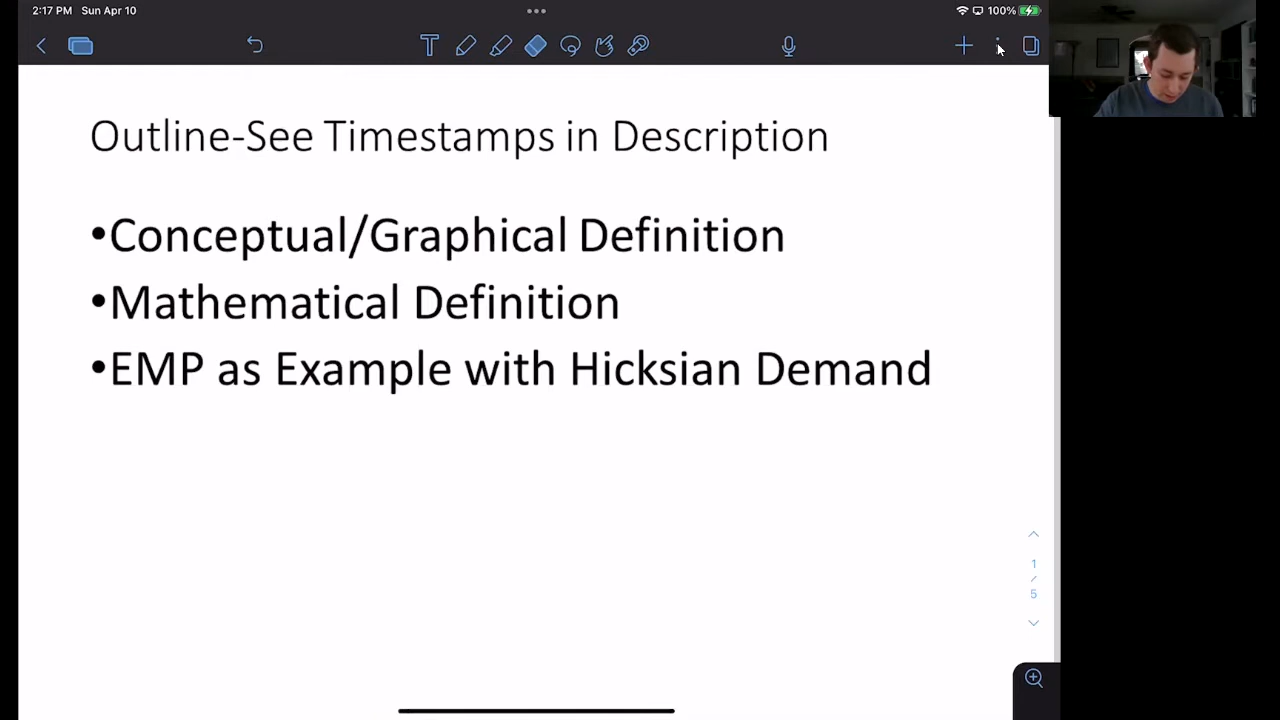 2:17 PM Sun Apr 10
100%
Outline-See Timestamps in Description
•Conceptual/Graphical Definition
•Mathematical Definition
•EMP as Example with Hicksian Demand
1
/
5